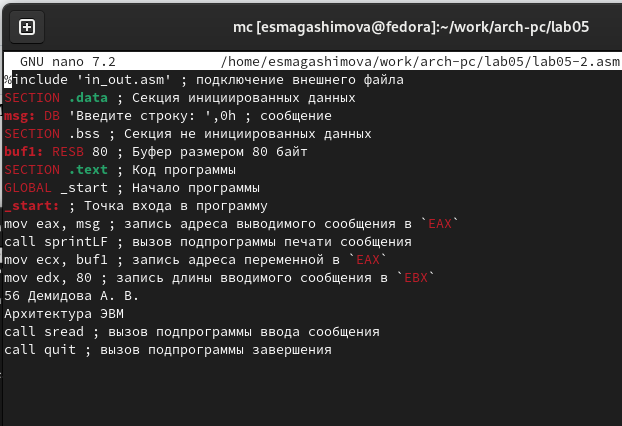 mc [esmagashimova@fedora]:~/work/arch-pc/lab05
GNU nano 7.2 /home/esmagashimova/work/arch-pc/lab05/lab05-2.asm
%include 'in_out.asm' ; подключение внешнего файла
SECTION .data ; Секция инициированных данных
msg: DB 'Введите строку: ',0h ; сообщение
SECTION .bss ; Секция не инициированных данных
buf1: RESB 80 ; Буфер размером 80 байт
SECTION .text ; Код программы
GLOBAL _start ; Начало программы
_start: ; Точка входа в программу
mov eax, msg ; запись адреса выводимого сообщения в `EAX`
call sprintLF ; вызов подпрограммы печати сообщения
mov ecx, buf1 ; запись адреса переменной в `EAX`
mov edx, 80 ; запись длины вводимого сообщения в `EBX`
56 Демидова А. В.
Архитектура ЭВМ
call sread ; вызов подпрограммы ввода сообщения
call quit ; вызов подпрограммы завершения